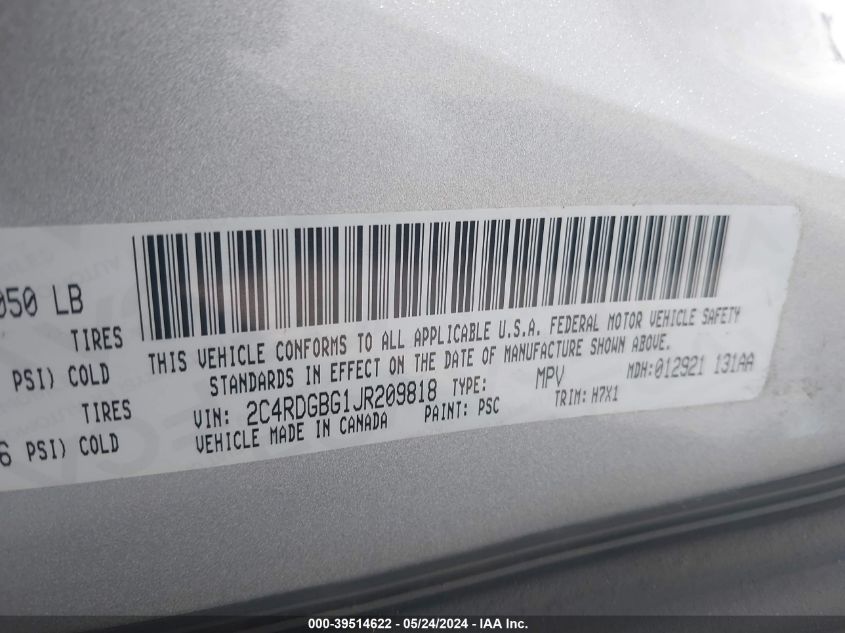 050 LB
TIRES
PSI) COLD
TIRES
6 PSI) COLD
THIS VEHICLE CONFORMS TO ALL APPLICABLE U.S.A. FEDERAL MOTOR VEHICLE SAFETY
STANDARDS IN EFFECT ON THE DATE OF MANUFACTURE SHOWN ABOVE.
VIN: 2C4RDGBG1JR209818 TYPE: MPV MDH:012921 131AA
VEHICLE MADE IN CANADA PAINT: PSC TRIM: H7X1
000-39514622 - 05/24/2024 - IAA Inc.